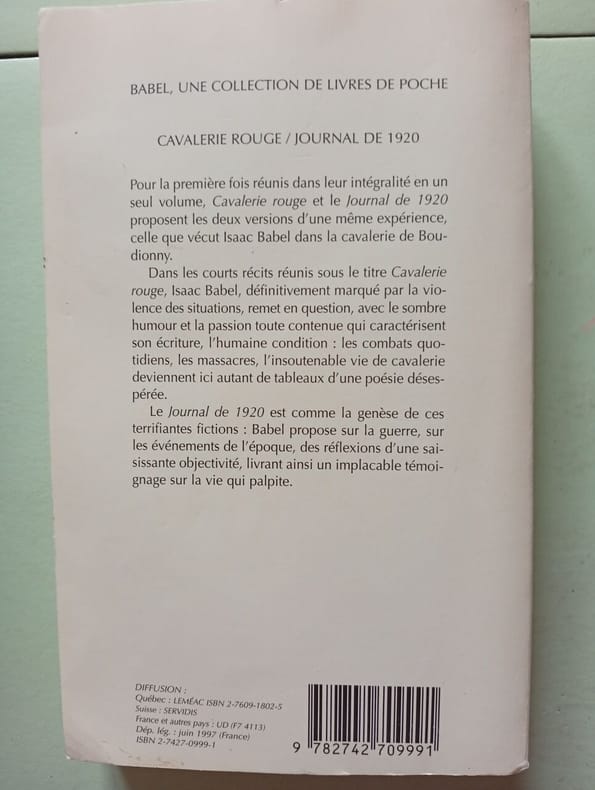 BABEL, UNE COLLECTION DE LIVRES DE POCHE
CAVALERIE ROUGE / JOURNAL DE 1920
Pour la première fois réunis dans leur intégralité en un
seul volume, Cavalerie rouge et le Journal de 1920
proposent les deux versions d'une même expérience,
celle que vécut Isaac Babel dans la cavalerie de Bou-
dionny.
Dans les courts récits réunis sous le titre Cavalerie
rouge, Isaac Babel, définitivement marqué par la vio-
lence des situations, remet en question, avec le sombre
humour et la passion toute contenue qui caractérisent
son écriture, l'humaine condition : les combats quo-
tidiens, les massacres, l'insoutenable vie de cavalerie
deviennent ici autant de tableaux d'une poésie déses-
pérée.
Le Journal de 1920 est comme la genèse de ces
terrifiantes fictions : Babel propose sur la guerre, sur
les événements de l'époque, des réflexions d'une sai-
sissante objectivité, livrant ainsi un implacable témoi-
gnage sur la vie qui palpite.
DIFFUSION :
Québec : LEMÉAC ISBN 2-7609-1802-5
Suisse : SERVIDIS
France et autres pays : UD (F7 4113)
Dép. lég. : juin 1997 (France)
ISBN 2-7427-0999-1
9 782742 709991